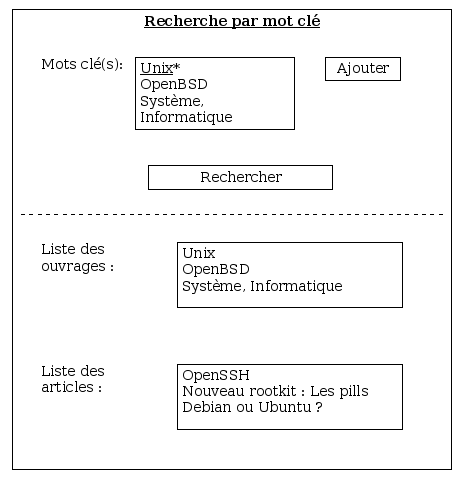 Recherche par mot clé
Mots clé(s):
Unix*
OpenBSD
Système,
Informatique
Ajouter
Rechercher
Liste des
ouvrages :
Unix
OpenBSD
Système, Informatique
Liste des
articles :
OpenSSH
Nouveau rootkit : Les pills
Debian ou Ubuntu ?